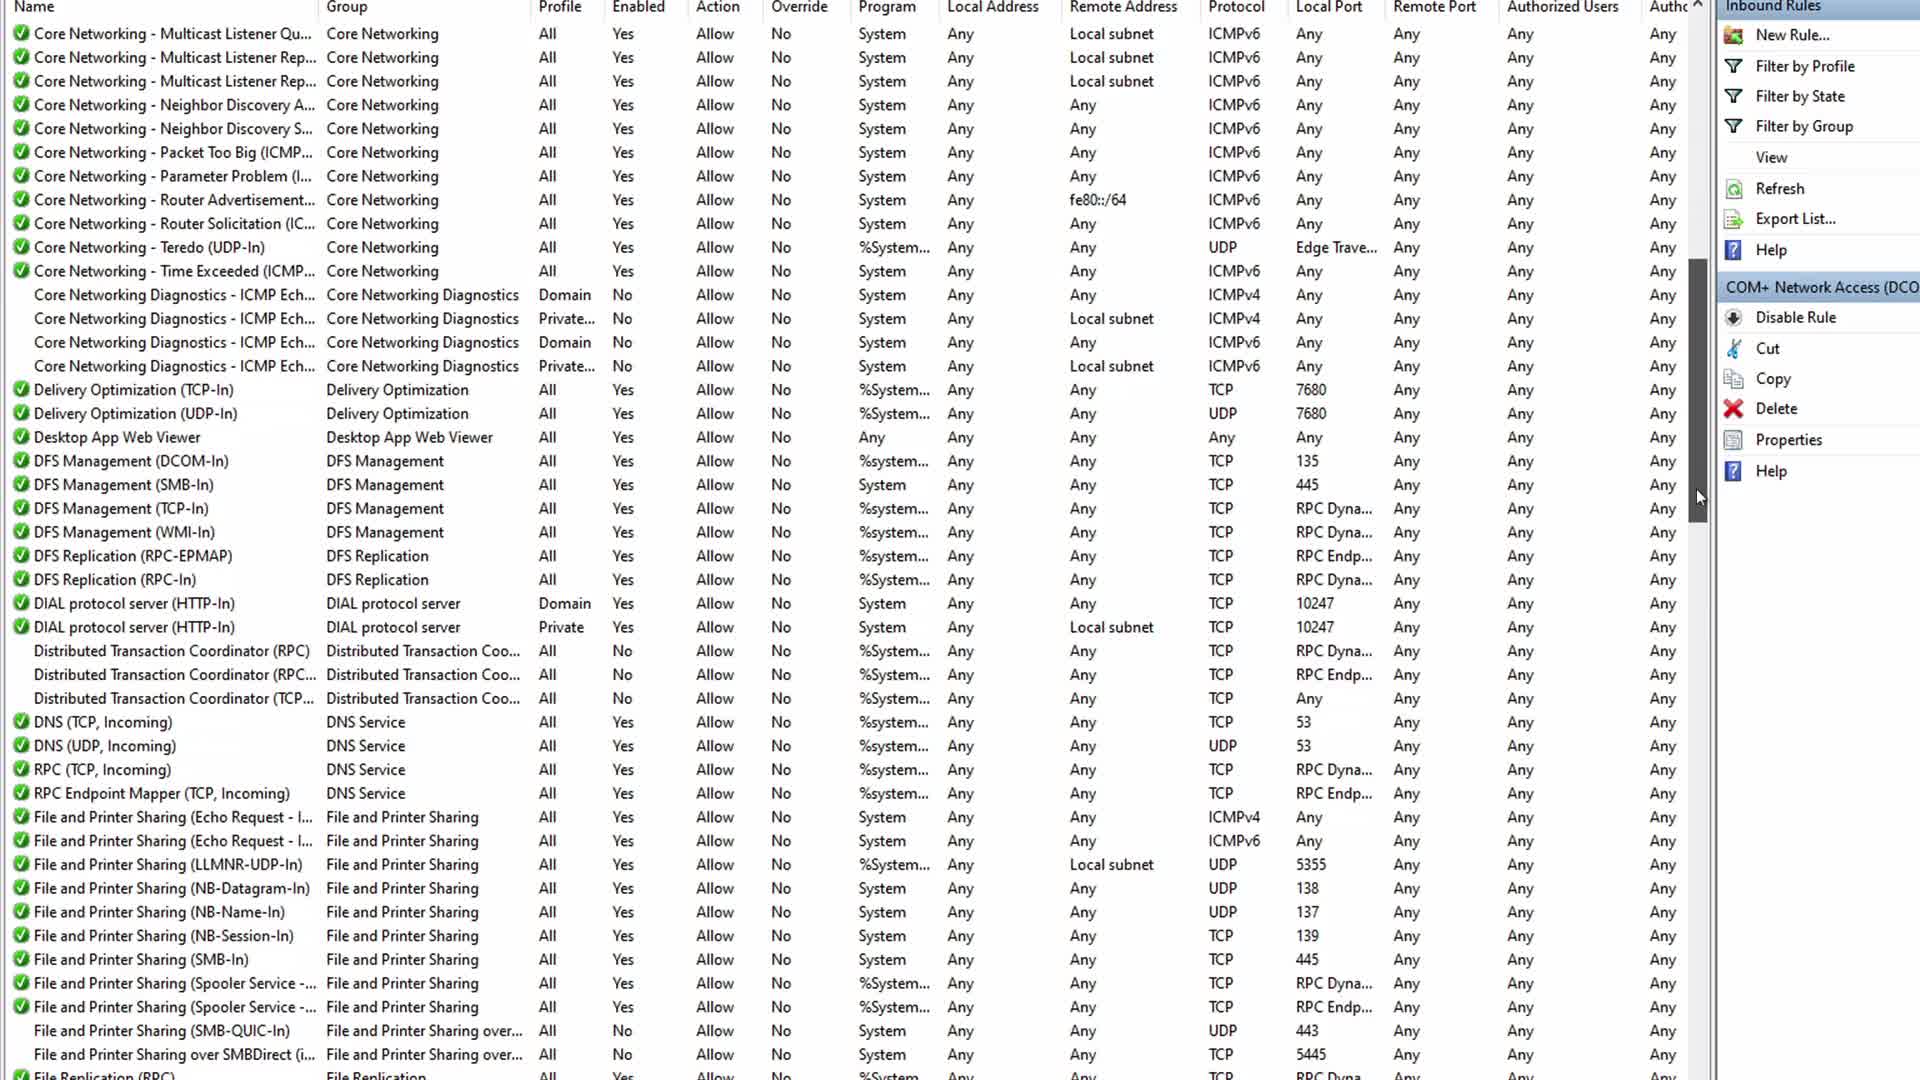 Name Group Profile Enabled Action Override Program Local Address Remote Address Protocol Local Port Remote Port Authorized Users Autho
Core Networking - Multicast Listener Qu... Core Networking All Yes Allow No System Any Local subnet ICMPv6 Any Any Any Any
Core Networking - Multicast Listener Rep... Core Networking All Yes Allow No System Any Local subnet ICMPv6 Any Any Any Any
Core Networking - Multicast Listener Rep... Core Networking All Yes Allow No System Any Local subnet ICMPv6 Any Any Any Any
Core Networking - Neighbor Discovery A... Core Networking All Yes Allow No System Any Any ICMPv6 Any Any Any Any
Core Networking - Neighbor Discovery S... Core Networking All Yes Allow No System Any Any ICMPv6 Any Any Any Any
Core Networking - Packet Too Big (ICMP... Core Networking All Yes Allow No System Any Any ICMPv6 Any Any Any Any
Core Networking - Parameter Problem (I... Core Networking All Yes Allow No System Any Any ICMPv6 Any Any Any Any
Core Networking - Router Advertisement... Core Networking All Yes Allow No System Any fe80::/64 ICMPv6 Any Any Any Any
Core Networking - Router Solicitation (IC... Core Networking All Yes Allow No System Any Any ICMPv6 Any Any Any Any
Core Networking - Teredo (UDP-In) Core Networking All Yes Allow No %System... Any Any UDP Edge Trave... Any Any Any
Core Networking - Time Exceeded (ICMP... Core Networking All Yes Allow No System Any Any ICMPv6 Any Any Any Any
Core Networking Diagnostics - ICMP Ech... Core Networking Diagnostics Domain No Allow No System Any Any ICMPv4 Any Any Any Any
Core Networking Diagnostics - ICMP Ech... Core Networking Diagnostics Private... No Allow No System Any Local subnet ICMPv4 Any Any Any Any
Core Networking Diagnostics - ICMP Ech... Core Networking Diagnostics Domain No Allow No System Any Any ICMPv6 Any Any Any Any
Core Networking Diagnostics - ICMP Ech... Core Networking Diagnostics Private... No Allow No System Any Local subnet ICMPv6 Any Any Any Any
Delivery Optimization (TCP-In) Delivery Optimization All Yes Allow No %System... Any Any TCP 7680 Any Any Any
Delivery Optimization (UDP-In) Delivery Optimization All Yes Allow No %System... Any Any UDP 7680 Any Any Any
Desktop App Web Viewer Desktop App Web Viewer All Yes Allow No Any Any Any Any Any Any Any Any
DFS Management (DCOM-In) DFS Management All Yes Allow No %system... Any Any TCP 135 Any Any Any
DFS Management (SMB-In) DFS Management All Yes Allow No System Any Any TCP 445 Any Any Any
DFS Management (TCP-In) DFS Management All Yes Allow No %system... Any Any TCP RPC Dyna... Any Any Any
DFS Management (WMI-In) DFS Management All Yes Allow No %system... Any Any TCP RPC Dyna... Any Any Any
DFS Replication (RPC-EPMAP) DFS Replication All Yes Allow No %system... Any Any TCP RPC Endp... Any Any Any
DFS Replication (RPC-In) DFS Replication All Yes Allow No %System... Any Any TCP RPC Dyna... Any Any Any
DIAL protocol server (HTTP-In) DIAL protocol server Domain Yes Allow No System Any Any TCP 10247 Any Any Any
DIAL protocol server (HTTP-In) DIAL protocol server Private Yes Allow No System Any Local subnet TCP 10247 Any Any Any
Distributed Transaction Coordinator (RPC) Distributed Transaction Coo... All No Allow No %System... Any Any TCP RPC Dyna... Any Any Any
Distributed Transaction Coordinator (RPC... Distributed Transaction Coo... All No Allow No %System... Any Any TCP RPC Endp... Any Any Any
Distributed Transaction Coordinator (TCP... Distributed Transaction Coo... All No Allow No %System... Any Any TCP Any Any Any Any
DNS (TCP, Incoming) DNS Service All Yes Allow No %system... Any Any TCP 53 Any Any Any
DNS (UDP, Incoming) DNS Service All Yes Allow No %system... Any Any UDP 53 Any Any Any
RPC (TCP, Incoming) DNS Service All Yes Allow No %system... Any Any TCP RPC Dyna... Any Any Any
RPC Endpoint Mapper (TCP, Incoming) DNS Service All Yes Allow No %system... Any Any TCP RPC Endp... Any Any Any
File and Printer Sharing (Echo Request - I... File and Printer Sharing All Yes Allow No System Any Any ICMPv4 Any Any Any Any
File and Printer Sharing (Echo Request - I... File and Printer Sharing All Yes Allow No System Any Any ICMPv6 Any Any Any Any
File and Printer Sharing (LLMNR-UDP-In) File and Printer Sharing All Yes Allow No %System... Any Local subnet UDP 5355 Any Any Any
File and Printer Sharing (NB-Datagram-In) File and Printer Sharing All Yes Allow No System Any Any UDP 138 Any Any Any
File and Printer Sharing (NB-Name-In) File and Printer Sharing All Yes Allow No System Any Any UDP 137 Any Any Any
File and Printer Sharing (NB-Session-In) File and Printer Sharing All Yes Allow No System Any Any TCP 139 Any Any Any
File and Printer Sharing (SMB-In) File and Printer Sharing All Yes Allow No System Any Any TCP 445 Any Any Any
File and Printer Sharing (Spooler Service -... File and Printer Sharing All Yes Allow No %System... Any Any TCP RPC Dyna... Any Any Any
File and Printer Sharing (Spooler Service -... File and Printer Sharing All Yes Allow No %System... Any Any TCP RPC Endp... Any Any Any
File and Printer Sharing (SMB-QUIC-In) File and Printer Sharing over... All No Allow No System Any Any UDP 443 Any Any Any
File and Printer Sharing over SMBDirect (i... File and Printer Sharing over... All No Allow No System Any Any TCP 5445 Any Any Any
File Replication (RPC) File Replication All Yes Allow No %System... Any Any TCP RPC Dyna... Any Any Any
Inbound Rules
New Rule...
Filter by Profile
Filter by State
Filter by Group
View
Refresh
Export List...
Help
COM+ Network Access (DCO
Disable Rule
Cut
Copy
Delete
Properties
Help